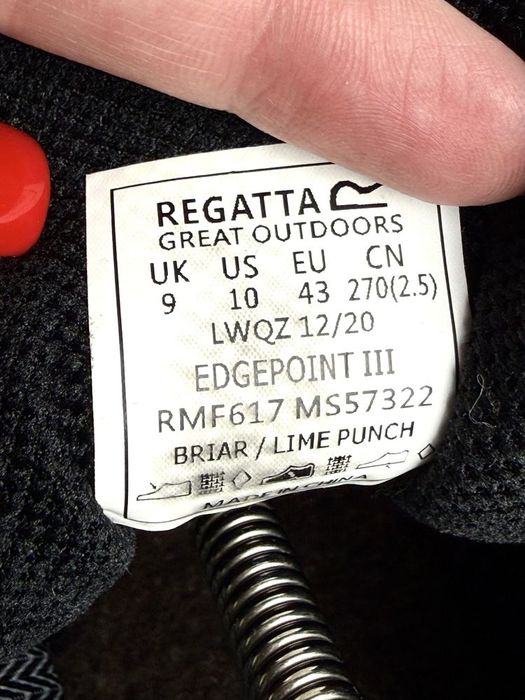 REGATTA
GREAT OUTDOORS
UK US EU CN
9 10 43 270(2.5)
LWQZ 12/20
EDGEPOINT III
RMF617 MS57322
BRIAR / LIME PUNCH
MADE IN CHINA